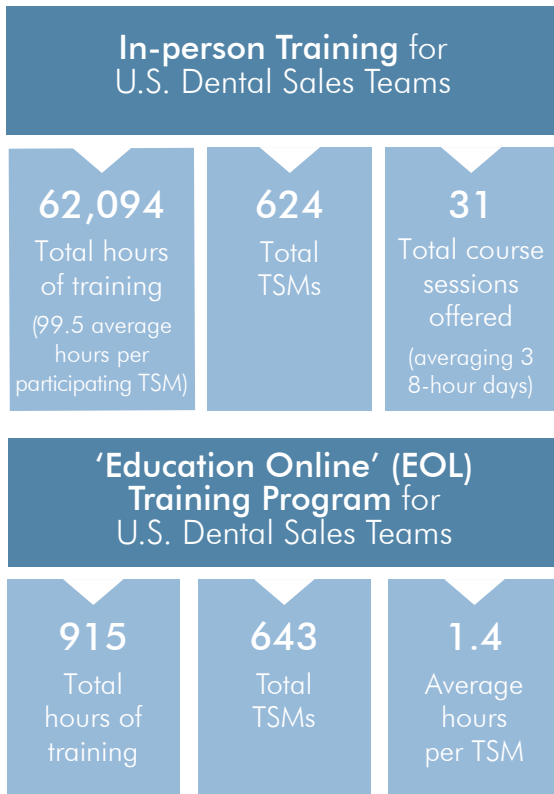 In-person Training for
U.S. Dental Sales Teams
62,094
Total hours
of training
(99.5 average
hours per
participating TSM)
624
Total
TSMs
31
Total course
sessions
offered
(averaging 3
8-hour days)
‘Education Online’ (EOL)
Training Program for
U.S. Dental Sales Teams
915
Total
hours of
training
643
Total
TSMs
1.4
Average
hours
per TSM